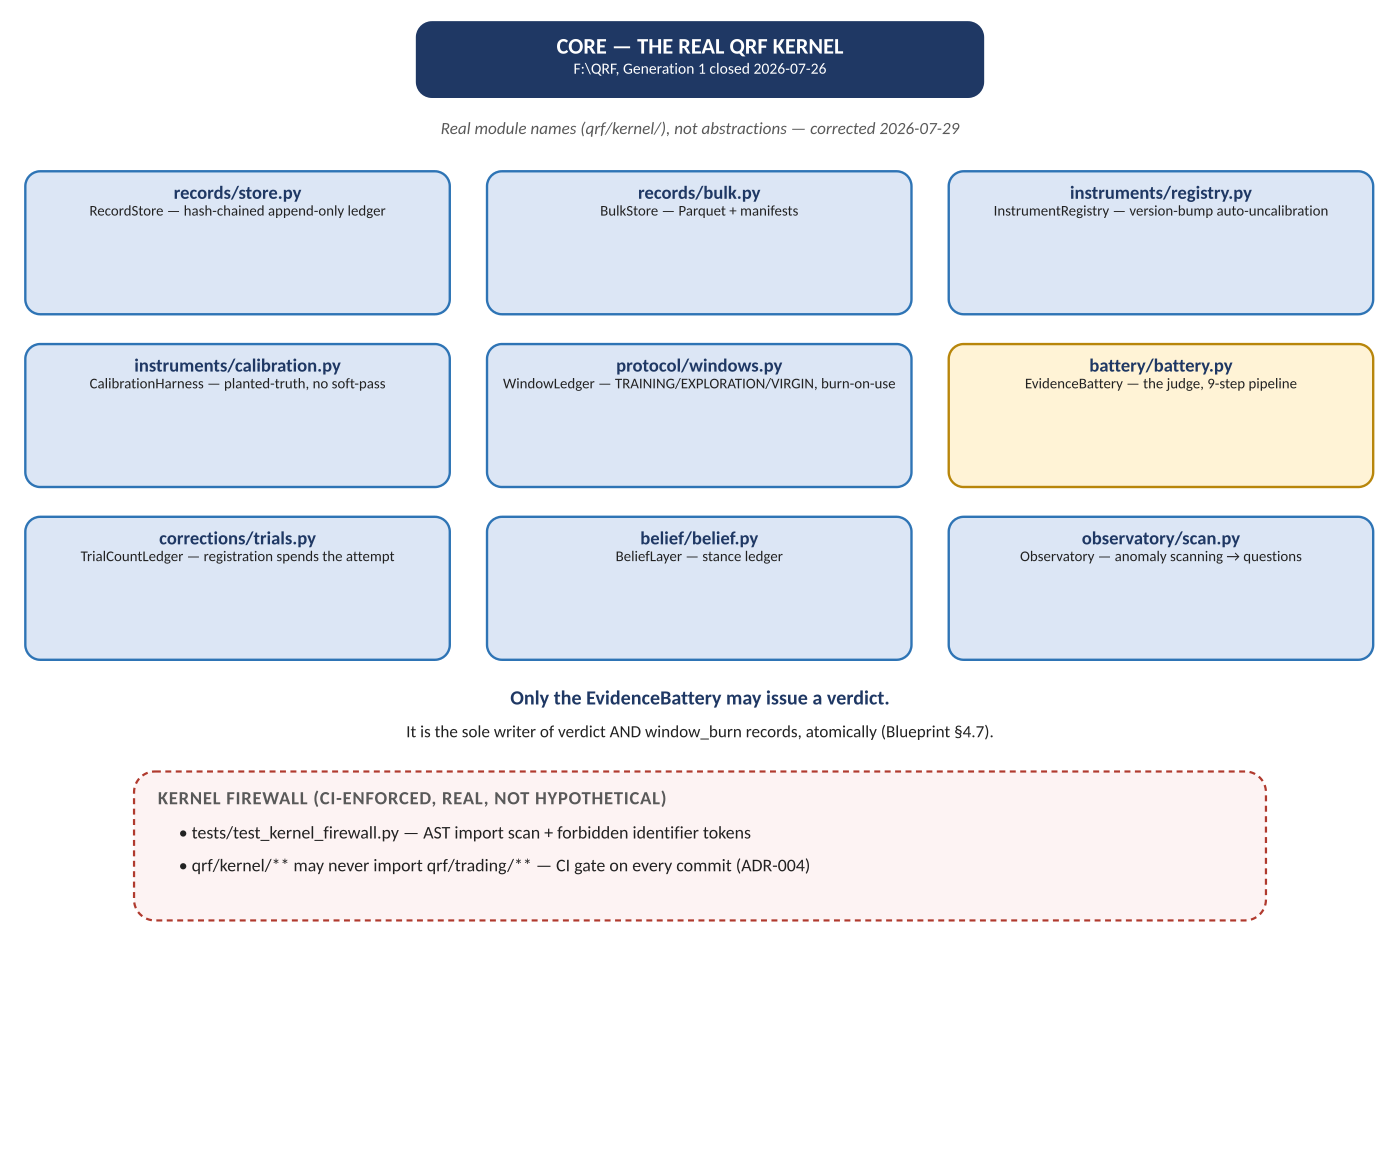 CORE — THE REAL QRF KERNEL
F:\QRF, Generation 1 closed 2026-07-26
Real module names (qrf/kernel/), not abstractions — corrected 2026-07-29
records/store.py
RecordStore — hash-chained append-only ledger
records/bulk.py
BulkStore — Parquet + manifests
instruments/registry.py
InstrumentRegistry — version-bump auto-uncalibration
instruments/calibration.py
CalibrationHarness — planted-truth, no soft-pass
protocol/windows.py
WindowLedger — TRAINING/EXPLORATION/VIRGIN, burn-on-use
battery/battery.py
EvidenceBattery — the judge, 9-step pipeline
corrections/trials.py
TrialCountLedger — registration spends the attempt
belief/belief.py
BeliefLayer — stance ledger
observatory/scan.py
Observatory — anomaly scanning → questions
Only the EvidenceBattery may issue a verdict.
It is the sole writer of verdict AND window_burn records, atomically (Blueprint §4.7).
KERNEL FIREWALL (CI-ENFORCED, REAL, NOT HYPOTHETICAL)
• tests/test_kernel_firewall.py — AST import scan + forbidden identifier tokens
• qrf/kernel/** may never import qrf/trading/** — CI gate on every commit (ADR-004)